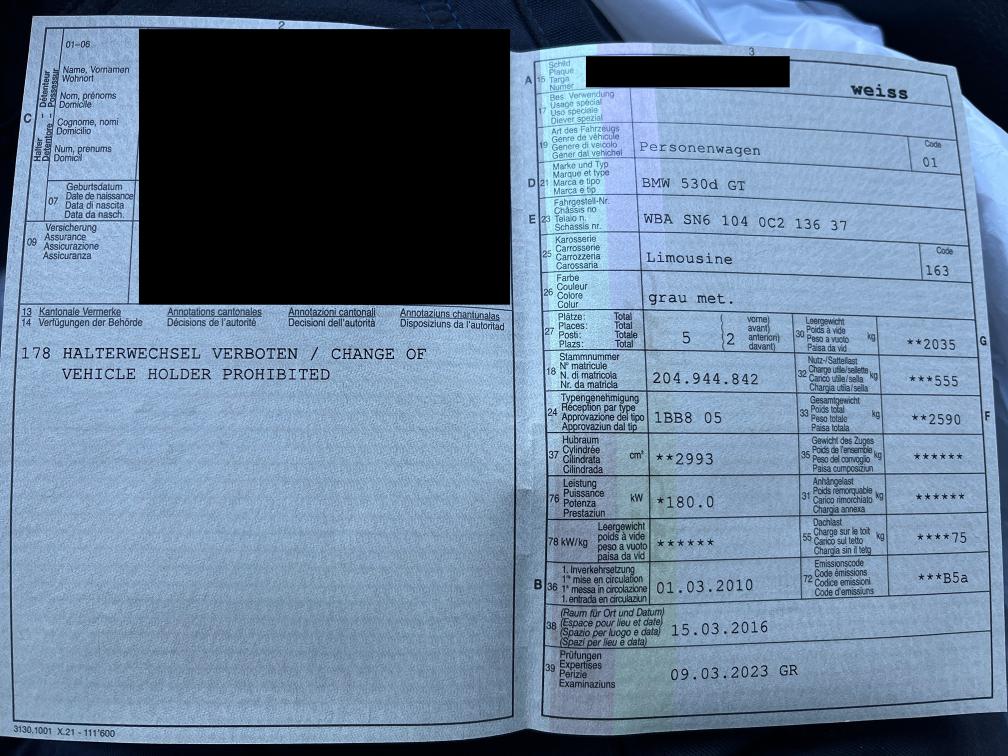 2
01–06
C
Halter – Détenteur
Detentore – Possessur
Name, Vornamen
Wohnort
Nom, prénoms
Domicile
Cognome, nomi
Domicilio
Num, prenums
Domicil
07
Geburtsdatum
Date de naissance
Data di nascita
Data da nasch.
09
Versicherung
Assurance
Assicurazione
Assicuranza
13 Kantonale Vermerke Annotations cantonales Annotazioni cantonali Annotaziuns chantunalas
14 Verfügungen der Behörde Décisions de l'autorité Decisioni dell'autorità Disposiziuns da l'autoritad
178 HALTERWECHSEL VERBOTEN / CHANGE OF
VEHICLE HOLDER PROHIBITED
3130.1001 X.21 - 111'600
3
A 15
Schild
Plaque
Targa
Numer
weiss
17
Bes. Verwendung
Usage spécial
Uso speciale
Diever spezial
19
Art des Fahrzeugs
Genre de véhicule
Genere di veicolo
Gener dal vehichel
Personenwagen
Code
01
D 21
Marke und Typ
Marque et type
Marca e tipo
Marca e tip
BMW 530d GT
E 23
Fahrgestell-Nr.
Châssis no
Telaio n.
Schassis nr.
WBA SN6 104 0C2 136 37
25
Karosserie
Carrosserie
Carrozzeria
Carossaria
Limousine
Code
163
26
Farbe
Couleur
Colore
Colur
grau met.
27
Plätze: Total
Places: Total
Posti: Totale
Plazs: Total
5
2
vorne)
avant)
anteriori)
davant)
30
Leergewicht
Poids à vide
Peso a vuoto
Paisa da vid
kg
**2035
G
18
Stammnummer
N° matricule
N. di matricola
Nr. da matricla
204.944.842
32
Nutz-/Sattellast
Charge utile/sellette
Carico utile/sella
Chargia utila/sella
kg
***555
24
Typengenehmigung
Réception par type
Approvazione del tipo
Approvaziun dal tip
1BB8 05
33
Gesamtgewicht
Poids total
Peso totale
Paisa totala
kg
**2590
F
37
Hubraum
Cylindrée
Cilindrata
Cilindrada
cm³
**2993
35
Gewicht des Zuges
Poids de l'ensemble
Peso del convoglio
Paisa cumposiziun
kg
******
76
Leistung
Puissance
Potenza
Prestaziun
kW
*180.0
31
Anhängelast
Poids remorquable
Carico rimorchiato
Chargia annexa
kg
******
78 kW/kg
Leergewicht
poids à vide
peso a vuoto
paisa da vid
******
55
Dachlast
Charge sur le toit
Carico sul tetto
Chargia sin il tetg
kg
****75
B 36
1. Inverkehrsetzung
1re mise en circulation
1a messa in circolazione
1. entrada en circulaziun
01.03.2010
72
Emissionscode
Code émissions
Codice emissioni
Code d'emissiuns
***B5a
38
(Raum für Ort und Datum)
(Espace pour lieu et date)
(Spazio per luogo e data)
(Spazi per lieu e data)
15.03.2016
39
Prüfungen
Expertises
Perizie
Examinaziuns
09.03.2023 GR